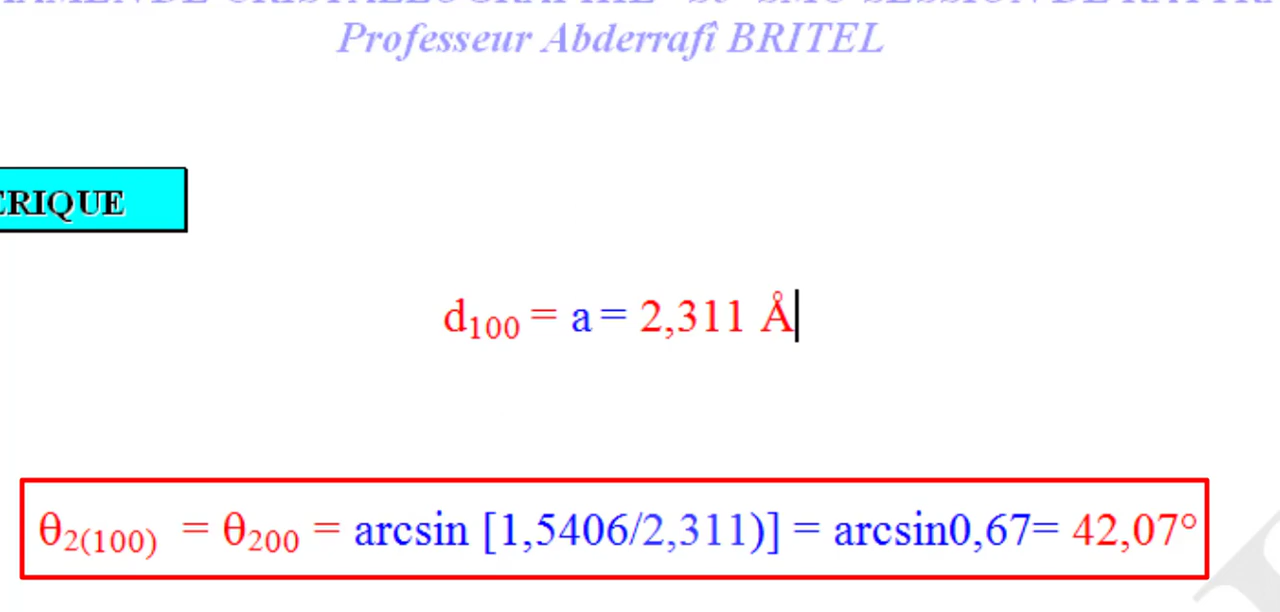 Professeur Abderrafî BRITEL
ERIQUE
d₁₀₀ = a = 2,311 Å
θ₂₍₁₀₀₎ = θ₂₀₀ = arcsin [1,5406/2,311)] = arcsin0,67= 42,07°